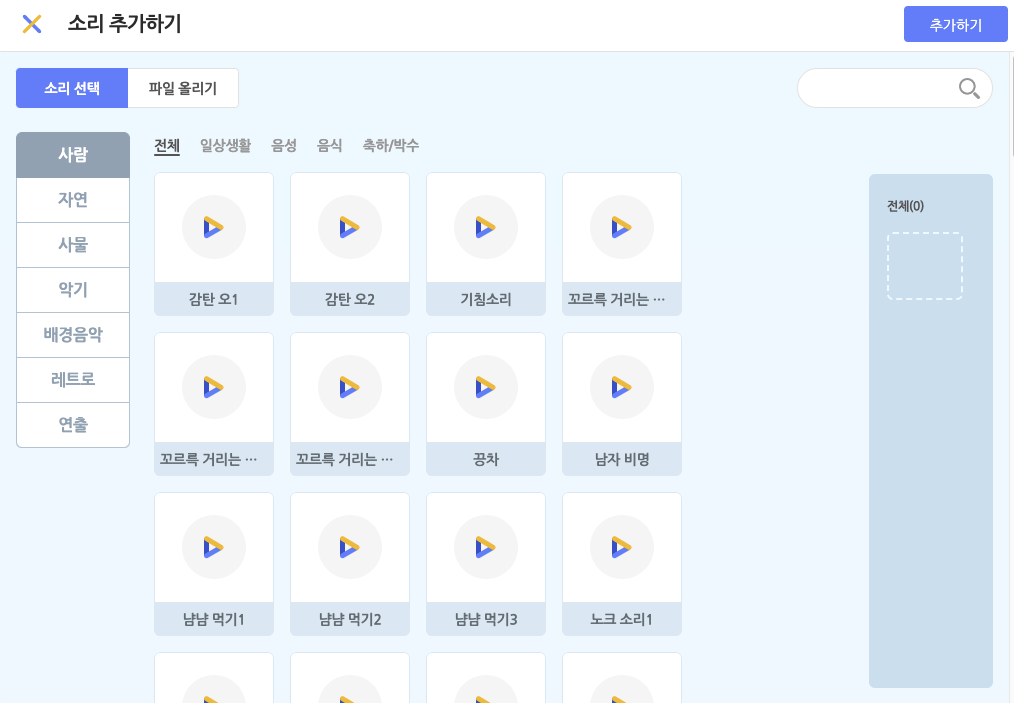 소리 추가하기
추가하기
소리 선택
파일 올리기
사람
자연
사물
악기
배경음악
레트로
연출
전체 일상생활 음성 음식 축하/박수
감탄 오1
감탄 오2
기침소리
꼬르륵 거리는 …
꼬르륵 거리는 …
꼬르륵 거리는 …
끙차
남자 비명
냠냠 먹기1
냠냠 먹기2
냠냠 먹기3
노크 소리1
전체(0)